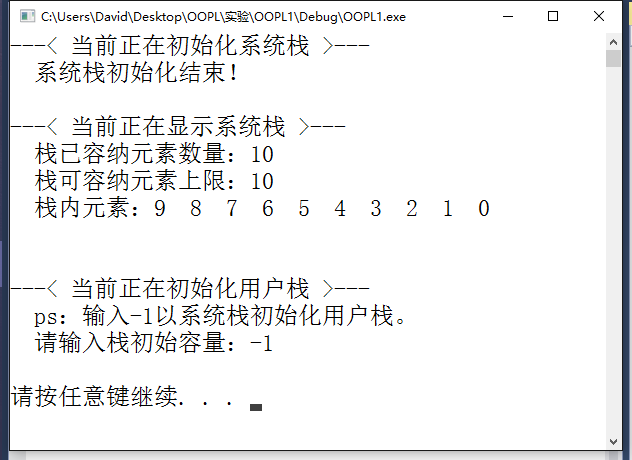 C:\Users\David\Desktop\OOPL\实验\OOPL1\Debug\OOPL1.exe
---< 当前正在初始化系统栈 >---
系统栈初始化结束！
---< 当前正在显示系统栈 >---
栈已容纳元素数量：10
栈可容纳元素上限：10
栈内元素：9 8 7 6 5 4 3 2 1 0
---< 当前正在初始化用户栈 >---
ps：输入-1以系统栈初始化用户栈。
请输入栈初始容量：-1
请按任意键继续. . .